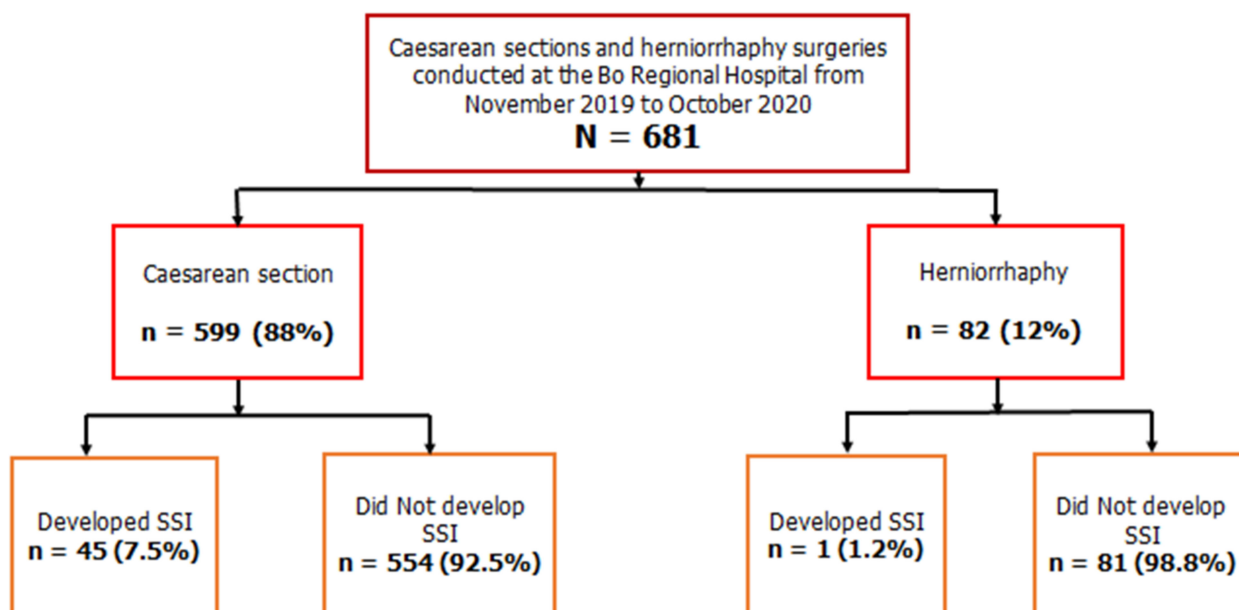 Caesarean sections and herniorrhaphy surgeries
conducted at the Bo Regional Hospital from
November 2019 to October 2020
N = 681
Caesarean section
n = 599 (88%)
Herniorrhaphy
n = 82 (12%)
Developed SSI
n = 45 (7.5%)
Did Not develop
SSI
n = 554 (92.5%)
Developed SSI
n = 1 (1.2%)
Did Not develop
SSI
n = 81 (98.8%)